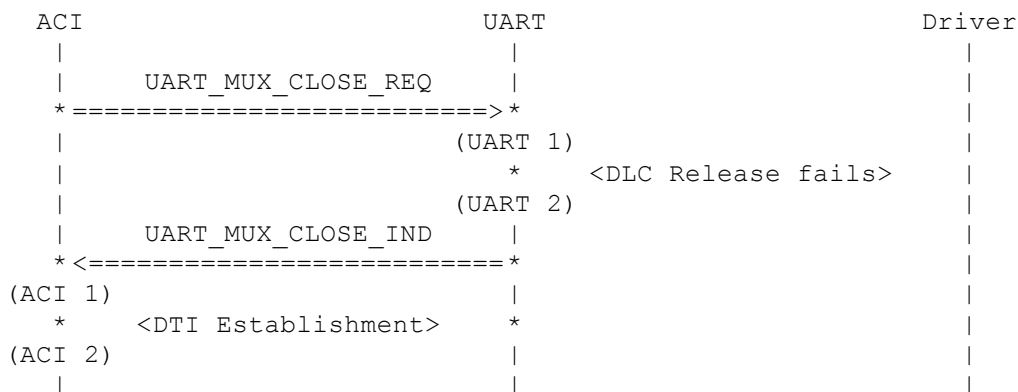 ACI                       UART                       Driver
|                          |                           |
|     UART_MUX_CLOSE_REQ   |                           |
*==========================>*                           |
|                      (UART 1)                        |
|                          *    <DLC Release fails>    |
|                      (UART 2)                        |
|     UART_MUX_CLOSE_IND   |                           |
*<==========================*                           |
(ACI 1)                    |                           |
*    <DTI Establishment>   *                           |
(ACI 2)                    |                           |
|                          |                           |